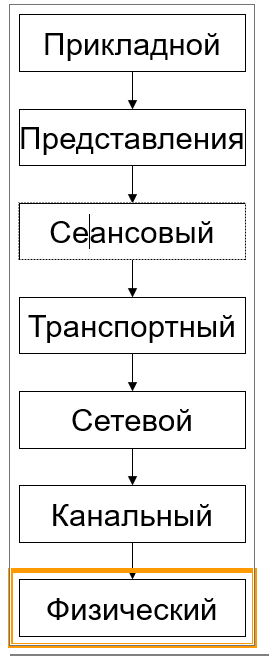 Прикладной
Представления
Сеансовый
Транспортный
Сетевой
Канальный
Физический